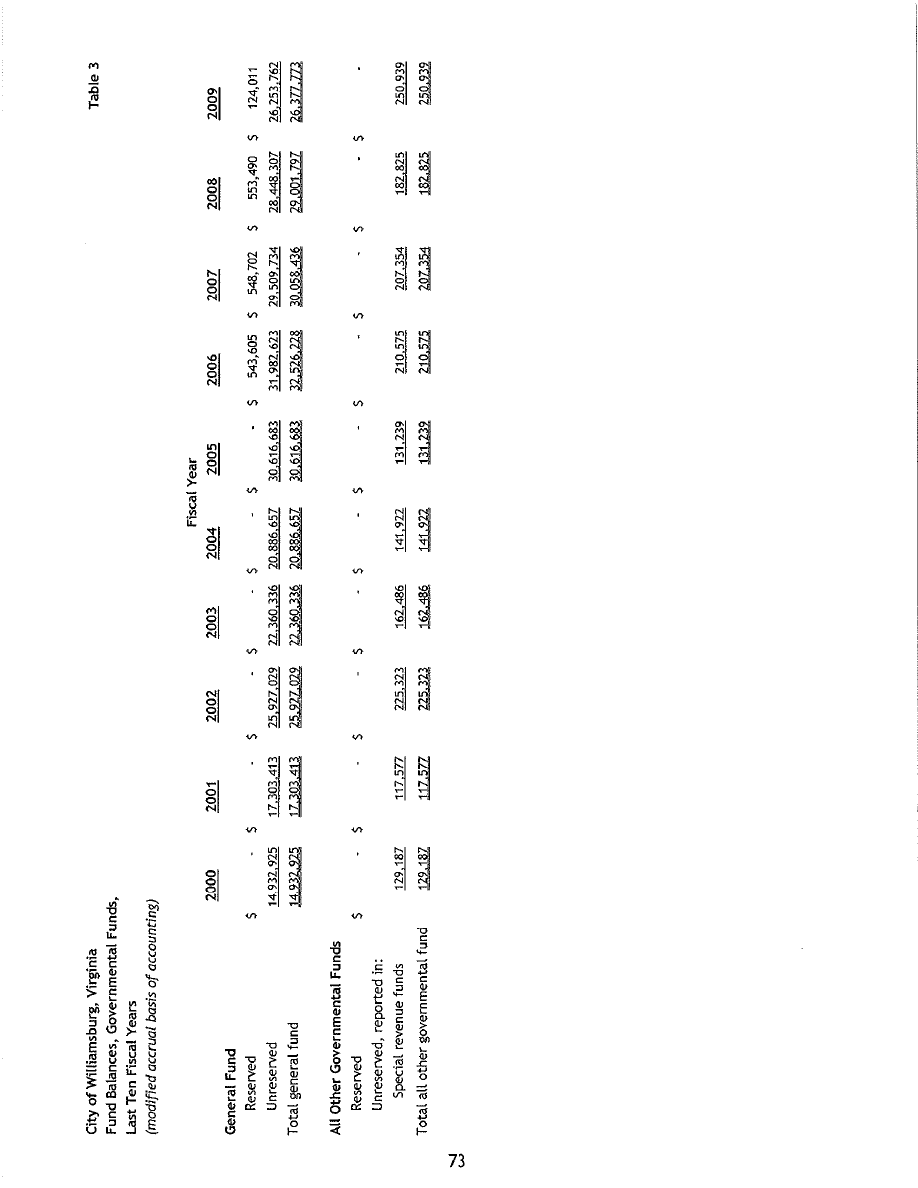 City of Williamsburg, Virginia Table 3
Fund Balances, Governmental Funds,
Last Ten Fiscal Years
(modified accrual basis of accounting)
Fiscal Year
2000 2001 2002 2003 2004 2005 2006 2007 2008 2009
General Fund
Reserved $ - $ - $ - $ - $ - $ - $ 543,605 $ 548,702 $ 553,490 $ 124,011
Unreserved 14,932,925 17,303,413 25,927,029 22,360,336 20,886,657 30,616,683 31,982,623 29,509,734 28,448,307 26,253,762
Total general fund 14,932,925 17,303,413 25,927,029 22,360,336 20,886,657 30,616,683 32,526,228 30,058,436 29,001,797 26,377,773
All Other Governmental Funds
Reserved $ - $ - $ - $ - $ - $ - $ - $ - $ - $ -
Unreserved, reported in:
Special revenue funds 129,187 117,577 225,323 162,486 141,922 131,239 210,575 207,354 182,825 250,939
Total all other governmental fund 129,187 117,577 225,323 162,486 141,922 131,239 210,575 207,354 182,825 250,939
73